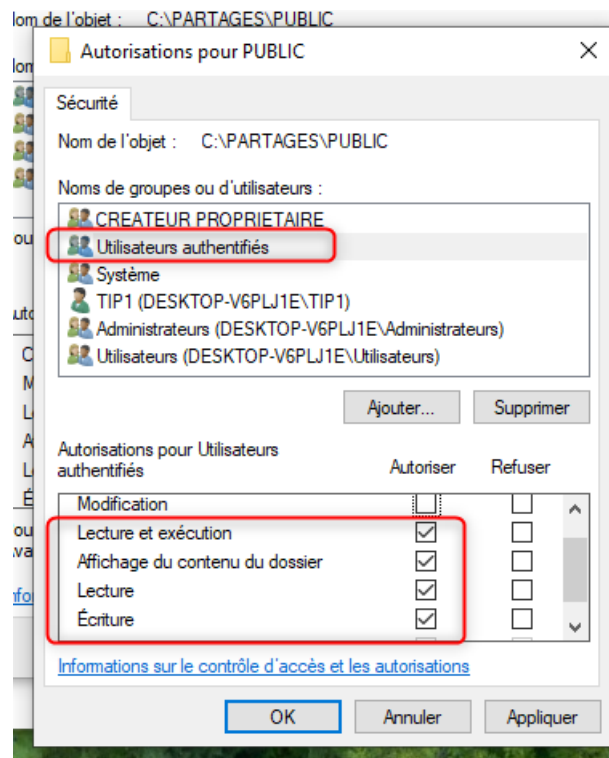 de l'objet : C:\PARTAGES\PUBLIC
Autorisations pour PUBLIC
Sécurité
Nom de l'objet : C:\PARTAGES\PUBLIC
Noms de groupes ou d'utilisateurs :
CREATEUR PROPRIETAIRE
Utilisateurs authentifiés
Système
TIP1 (DESKTOP-V6PLJ1E\TIP1)
Administrateurs (DESKTOP-V6PLJ1E\Administrateurs)
Utilisateurs (DESKTOP-V6PLJ1E\Utilisateurs)
Ajouter... Supprimer
Autorisations pour Utilisateurs
authentifiés Autoriser Refuser
Modification
Lecture et exécution
Affichage du contenu du dossier
Lecture
Écriture
Informations sur le contrôle d'accès et les autorisations
OK Annuler Appliquer